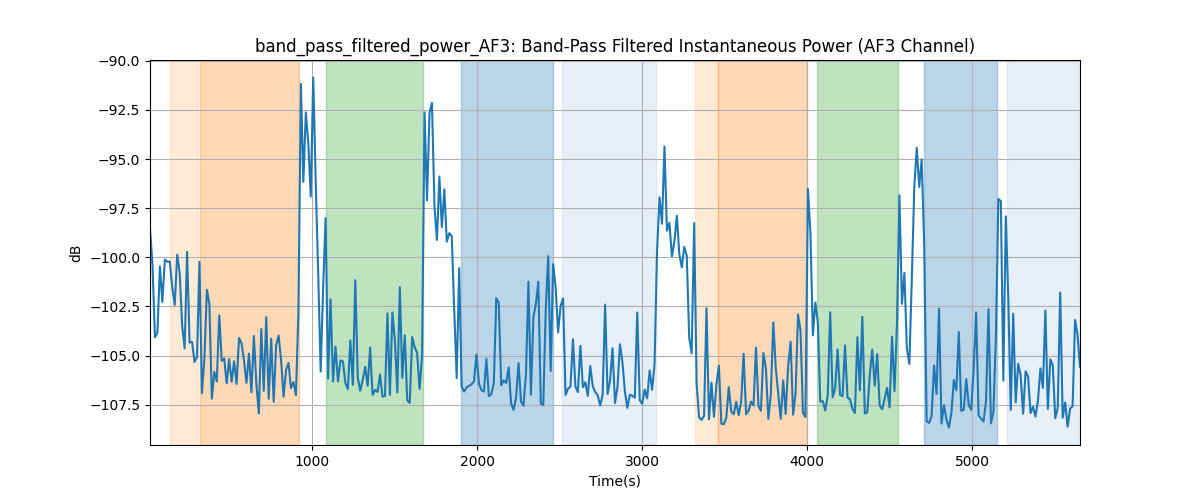 band_pass_filtered_power_AF3: Band-Pass Filtered Instantaneous Power (AF3 Channel)
−90.0
−92.5
−95.0
−97.5
−100.0
−102.5
−105.0
−107.5
dB
1000 2000 3000 4000 5000
Time(s)